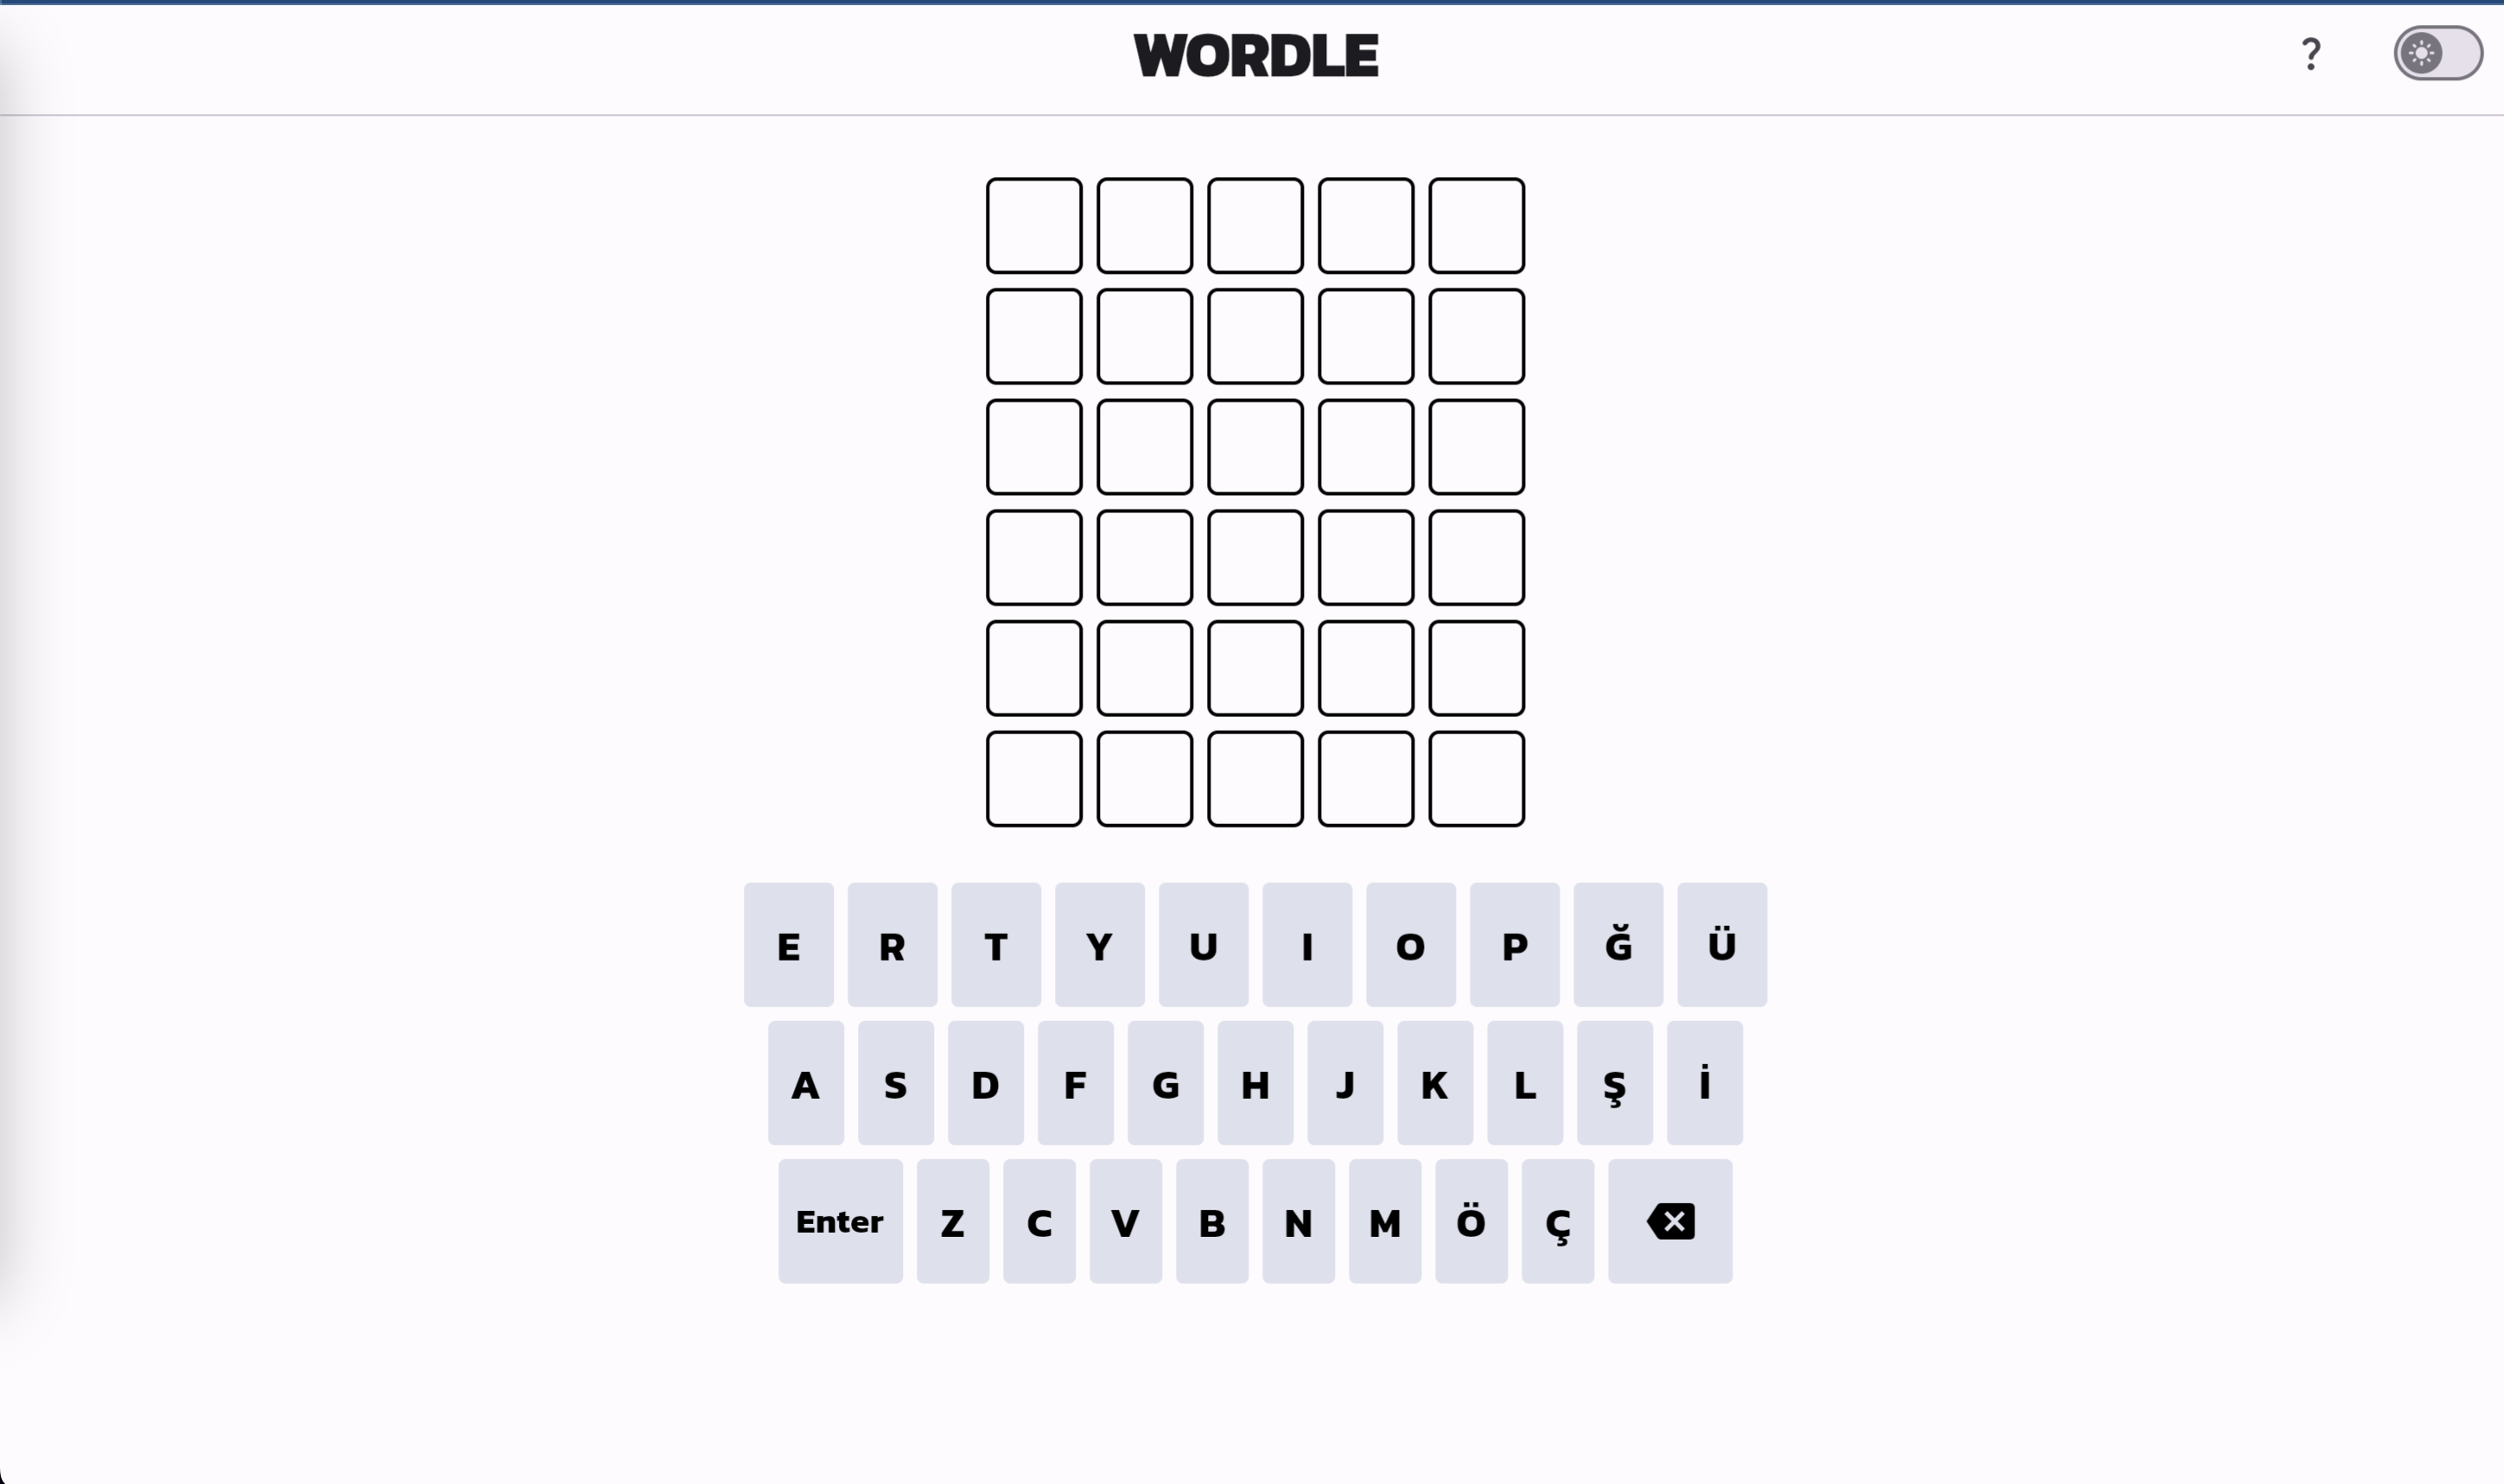 WORDLE ?
E R T Y U I O P Ğ Ü
A S D F G H J K L Ş İ
Enter Z C V B N M Ö Ç